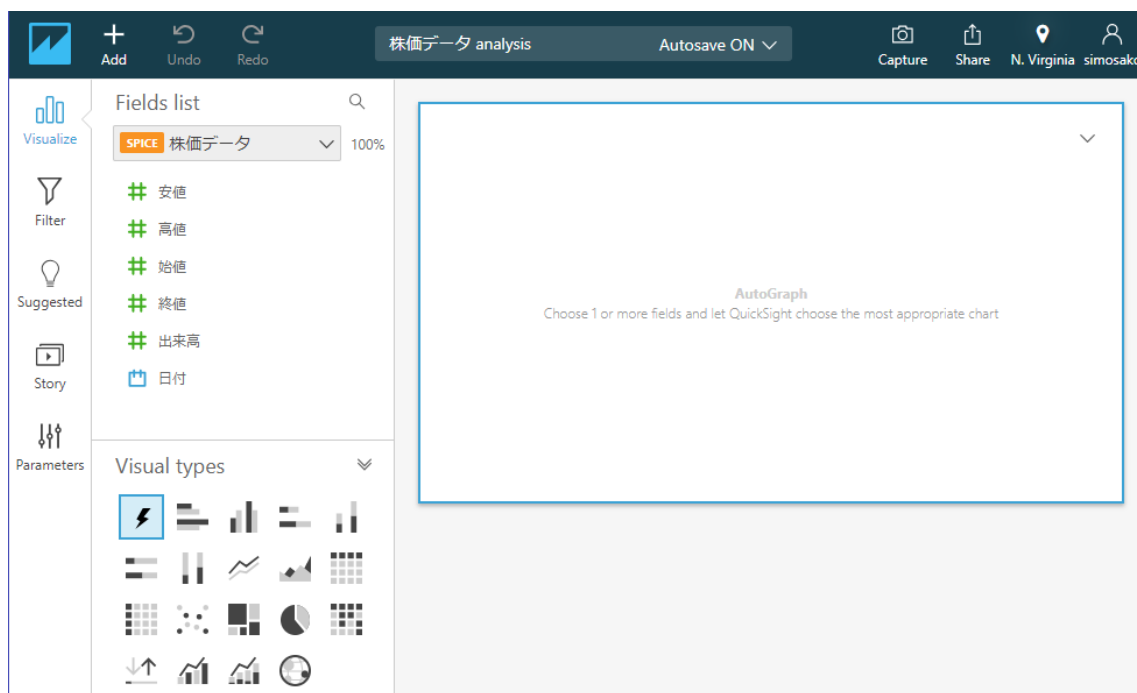 Add
Undo
Redo
株価データ analysis
Autosave ON
Capture
Share
N. Virginia
simosako
Visualize
Filter
Suggested
Story
Parameters
Fields list
SPICE 株価データ
100%
安値
高値
始値
終値
出来高
日付
Visual types
AutoGraph
Choose 1 or more fields and let QuickSight choose the most appropriate chart